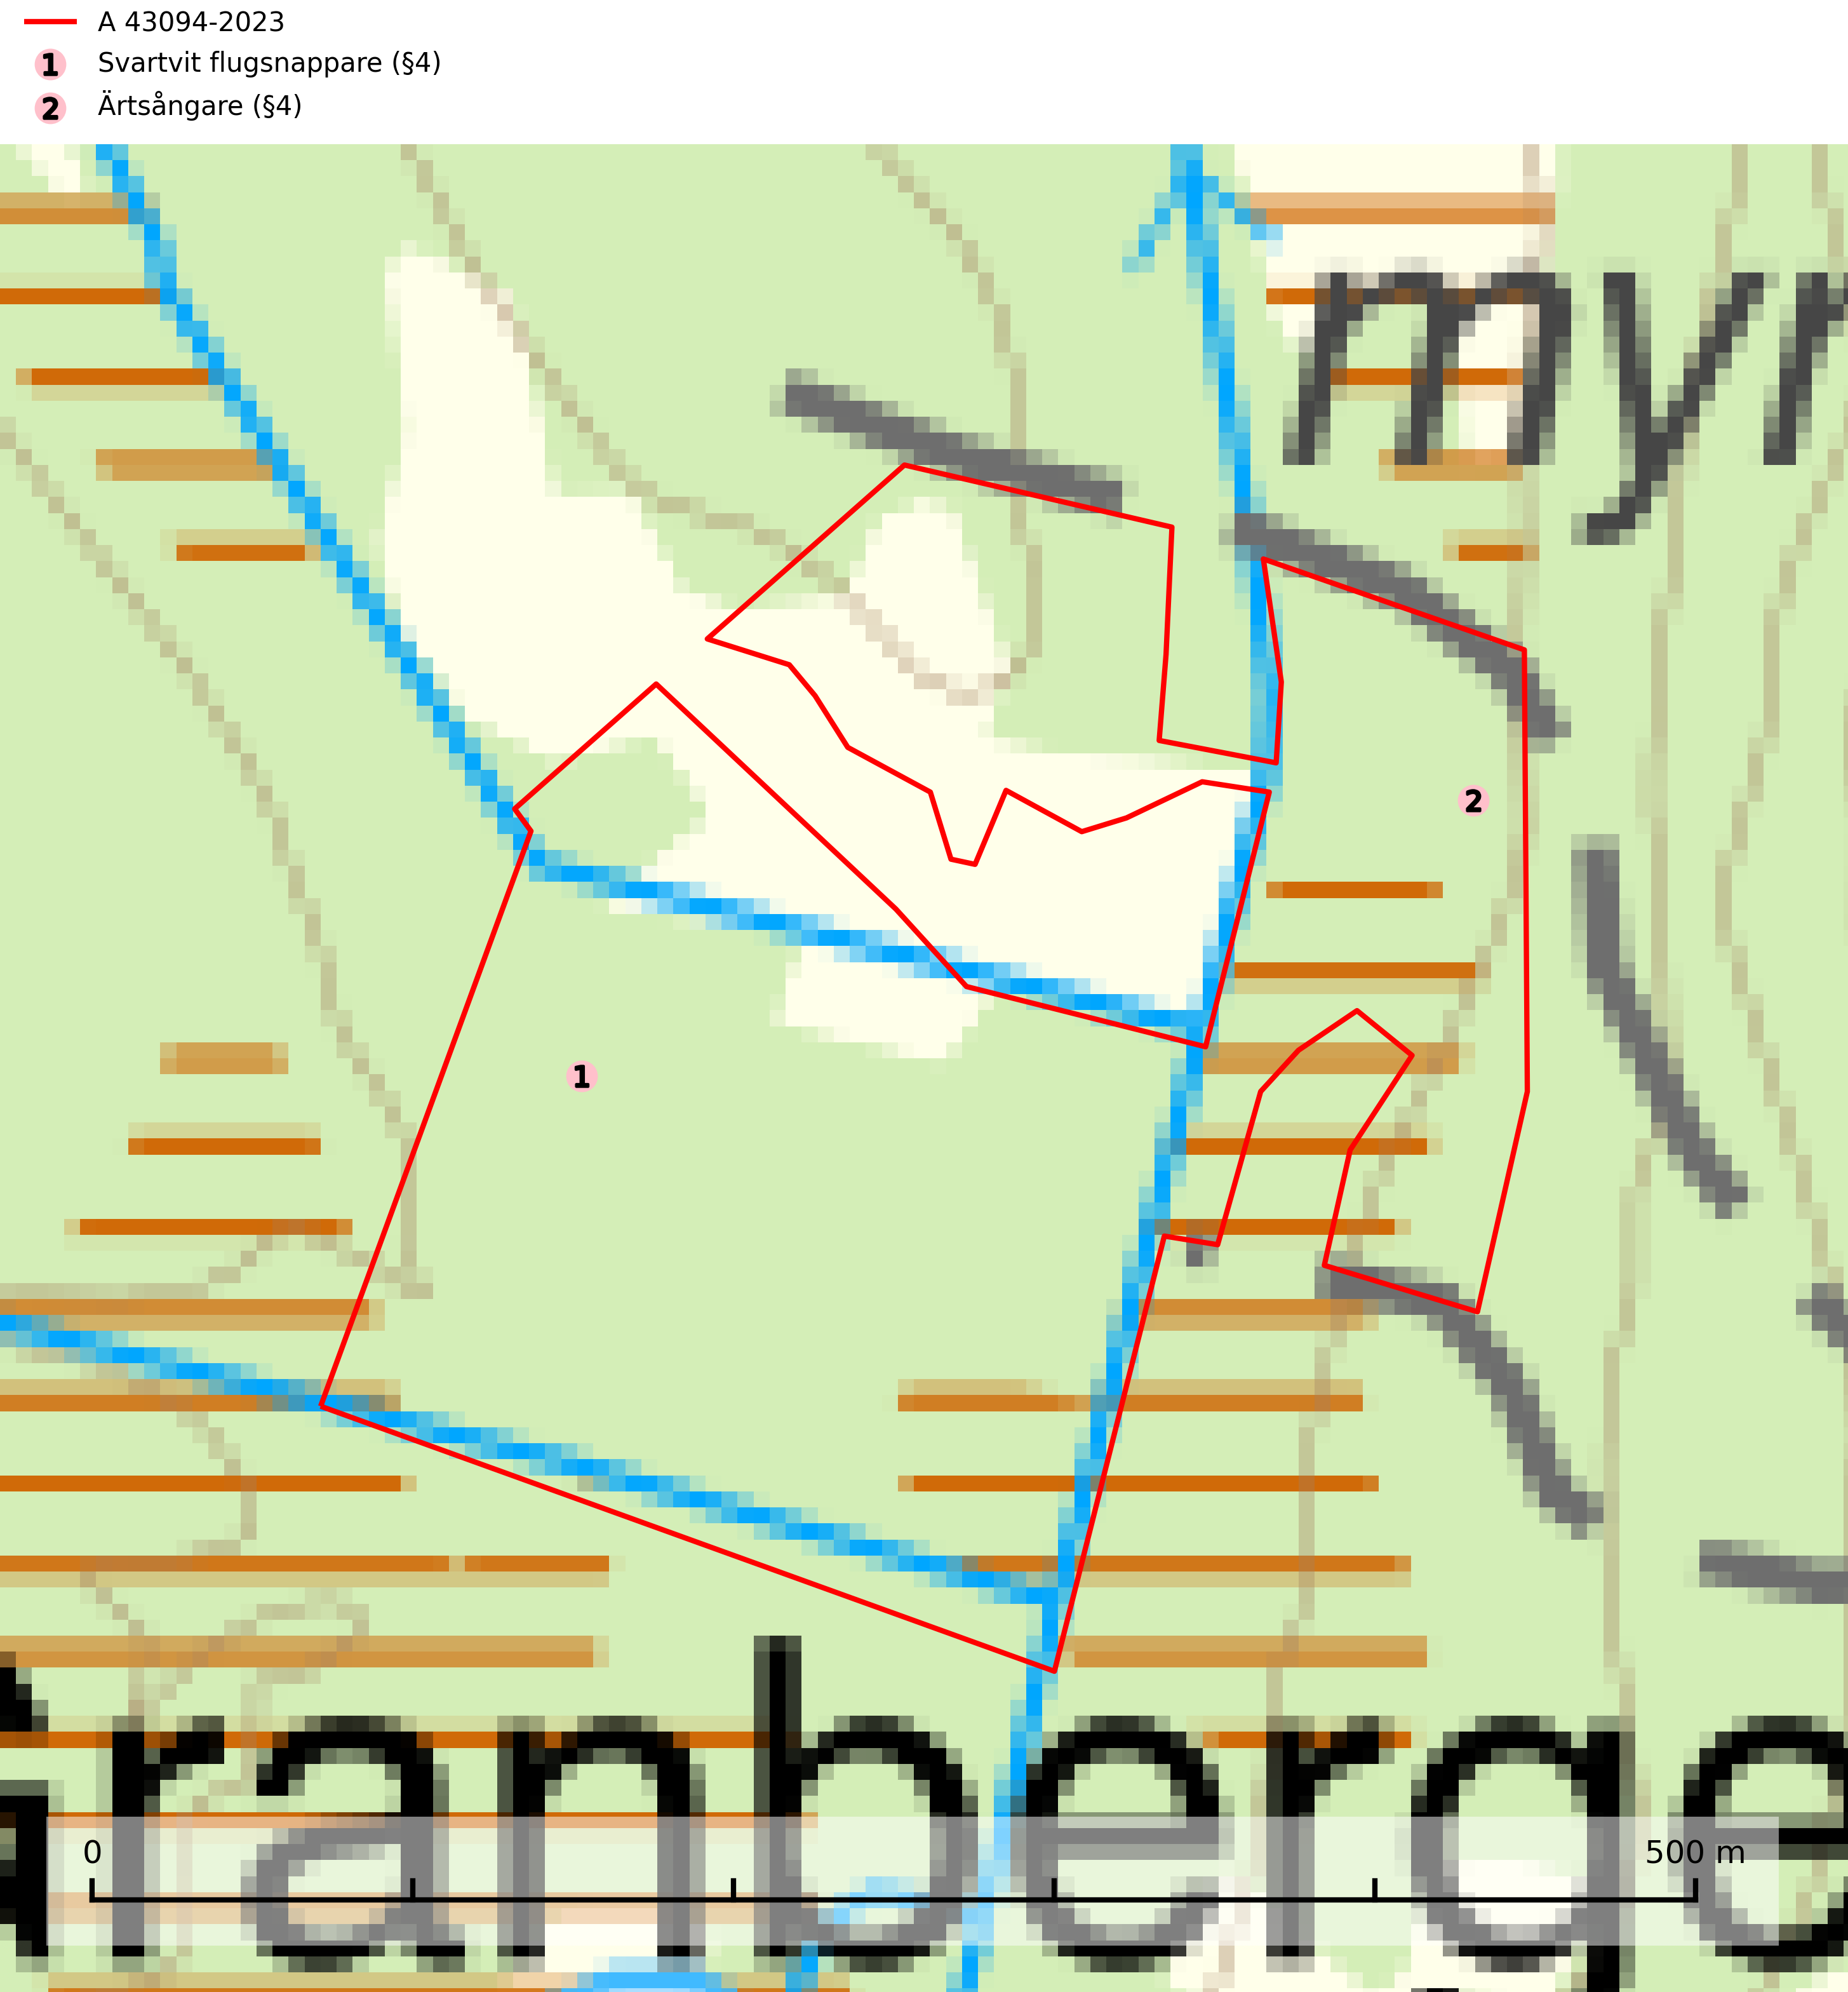 A 43094-2023
1 Svartvit flugsnappare (§4)
2 Ärtsångare (§4)
2
1
0 500 m